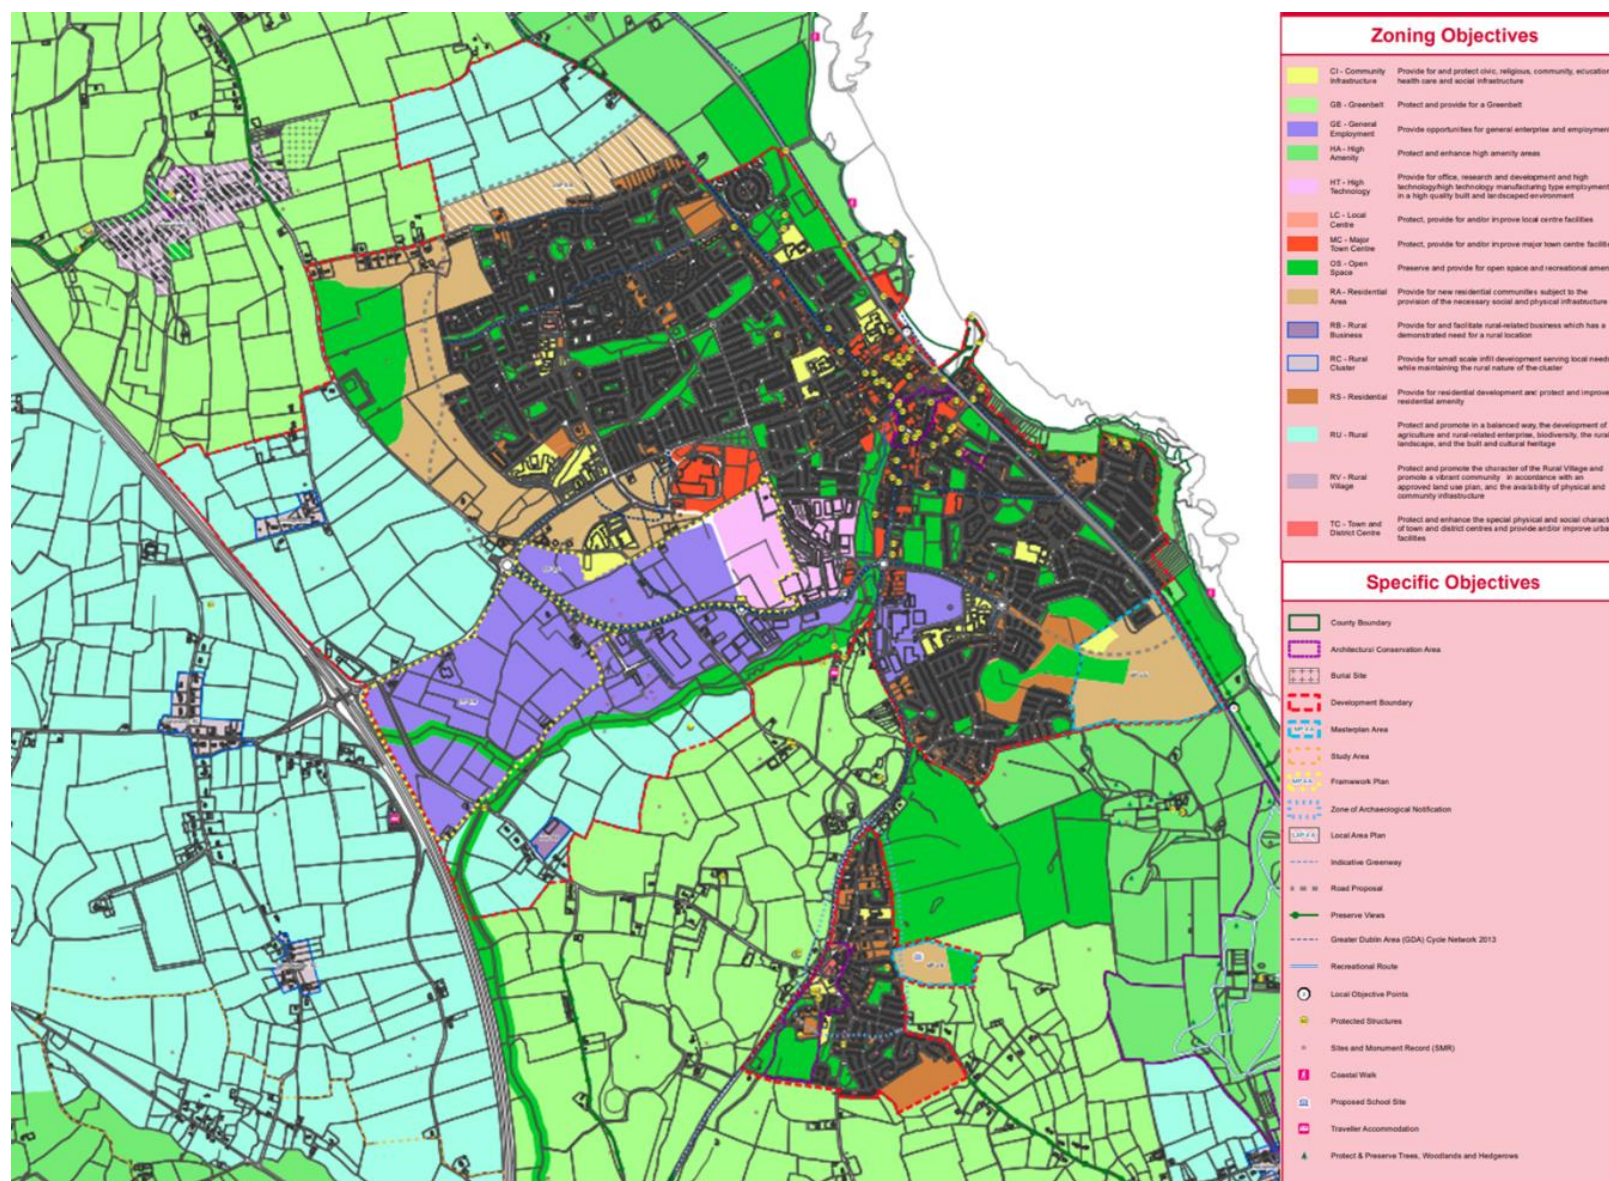 Zoning Objectives
CI - Community
Infrastructure
Provide for and protect civic, religious, community, education
health care and social infrastructure
GB - Greenbelt
Protect and provide for a Greenbelt
GE - General
Employment
Provide opportunities for general enterprise and employment
HA - High
Amenity
Protect and enhance high amenity areas
HT - High
Technology
Provide for office, research and development and high
technology/high technology manufacturing type employment
in a high quality built and landscaped environment
LC - Local
Centre
Protect, provide for and/or improve local centre facilities
MC - Major
Town Centre
Protect, provide for and/or improve major town centre facilitie
OS - Open
Space
Preserve and provide for open space and recreational amen
RA - Residential
Area
Provide for new residential communities subject to the
provision of the necessary social and physical infrastructure
RB - Rural
Business
Provide for and facilitate rural-related business which has a
demonstrated need for a rural location
RC - Rural
Cluster
Provide for small scale infill development serving local needs
while maintaining the rural nature of the cluster
RS - Residential
Provide for residential development and protect and improve
residential amenity
RU - Rural
Protect and promote in a balanced way, the development of
agriculture and rural-related enterprise, biodiversity, the rural
landscape, and the built and cultural heritage
RV - Rural
Village
Protect and promote the character of the Rural Village and
promote a vibrant community in accordance with an
approved land use plan, and the availability of physical and
community infrastructure
TC - Town and
District Centre
Protect and enhance the special physical and social characte
of town and district centres and provide and/or improve urba
facilities
Specific Objectives
County Boundary
Architectural Conservation Area
Burial Site
Development Boundary
Masterplan Area
Study Area
Framework Plan
Zone of Archaeological Notification
Local Area Plan
Indicative Greenway
Road Proposal
Preserve Views
Greater Dublin Area (GDA) Cycle Network 2013
Recreational Route
Local Objective Points
Protected Structures
Sites and Monument Record (SMR)
Coastal Walk
Proposed School Site
Traveller Accommodation
Protect & Preserve Trees, Woodlands and Hedgerows